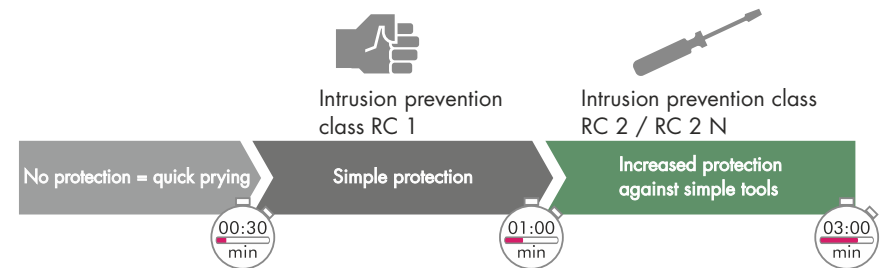 Intrusion prevention
class RC 1
Intrusion prevention class
RC 2 / RC 2 N
No protection = quick prying
Simple protection
Increased protection
against simple tools
00:30
min
01:00
min
03:00
min